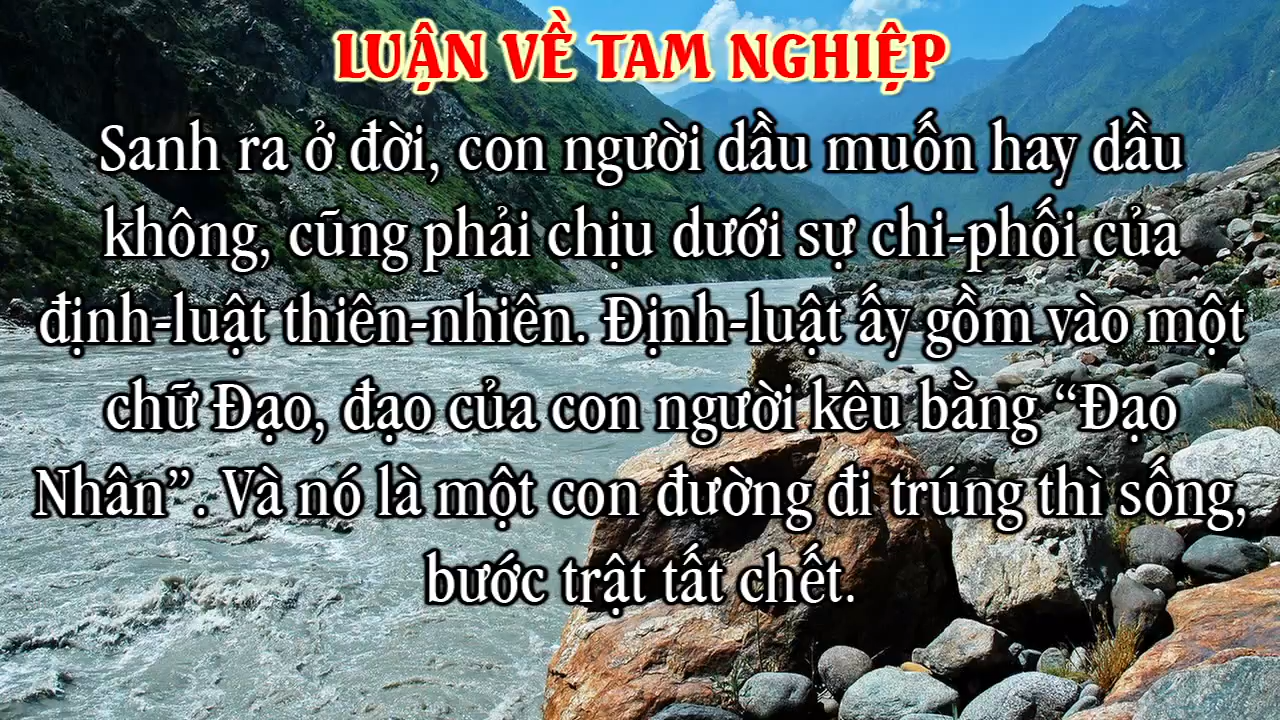 LUẬN VỀ TAM NGHIỆP
Sanh ra ở đời, con người dầu muốn hay dầu
không, cũng phải chịu dưới sự chi-phối của
định-luật thiên-nhiên. Định-luật ấy gồm vào một
chữ Đạo, đạo của con người kêu bằng “Đạo
Nhân”. Và nó là một con đường đi trúng thì sống,
bước trật tất chết.